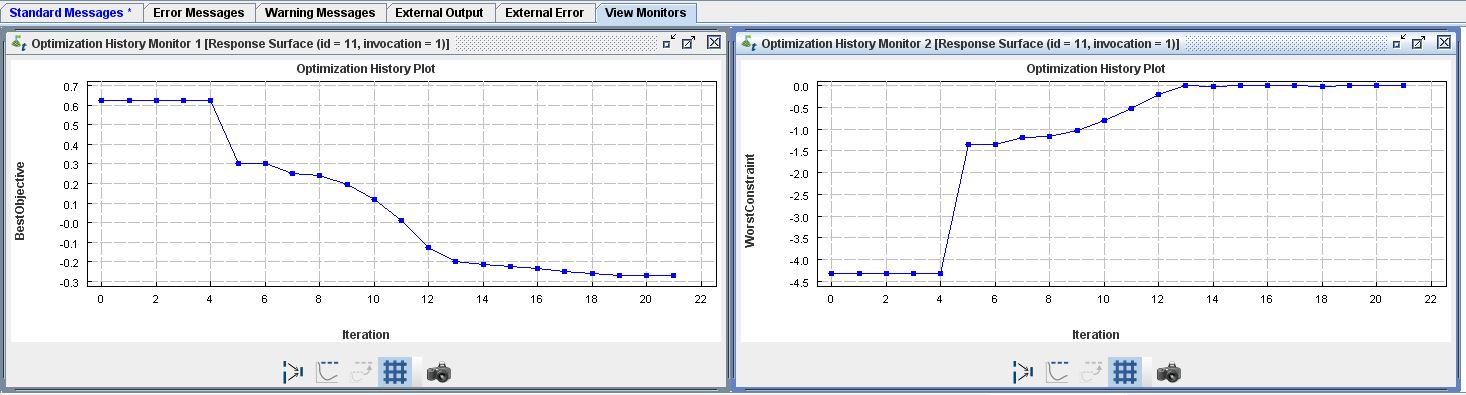 Standard Messages * Error Messages Warning Messages External Output External Error View Monitors
Optimization History Monitor 1 [Response Surface (id = 11, invocation = 1)]
Optimization History Plot
BestObjective
0.7
0.6
0.5
0.4
0.3
0.2
0.1
-0.0
-0.1
-0.2
-0.3
0 2 4 6 8 10 12 14 16 18 20 22
Iteration
Optimization History Monitor 2 [Response Surface (id = 11, invocation = 1)]
Optimization History Plot
WorstConstraint
0.0
-0.5
-1.0
-1.5
-2.0
-2.5
-3.0
-3.5
-4.0
-4.5
0 2 4 6 8 10 12 14 16 18 20 22
Iteration